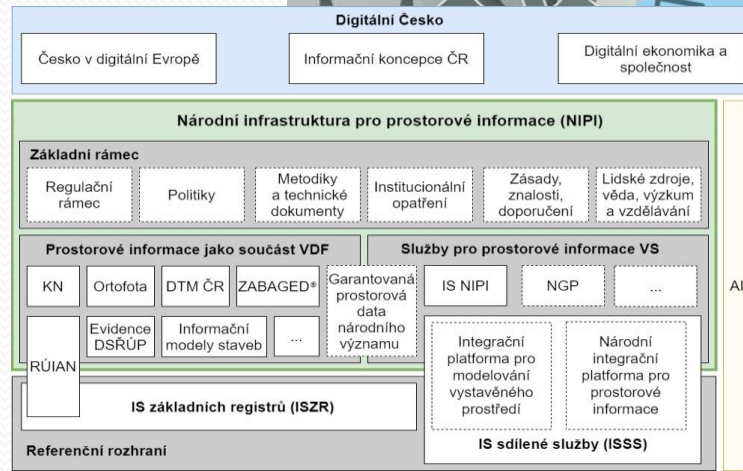 Digitální Česko
Česko v digitální Evropě
Informační koncepce ČR
Digitální ekonomika a
společnost
Národní infrastruktura pro prostorové informace (NIPI)
Základní rámec
Regulační
rámec
Politiky
Metodiky
a technické
dokumenty
Institucionální
opatření
Zásady,
znalosti,
doporučení
Lidské zdroje,
věda, výzkum
a vzdělávání
Prostorové informace jako součást VDF
KN
Ortofota
DTM ČR
ZABAGED®
Garantovaná
prostorová
data
národního
významu
RÚIAN
Evidence
DSŘÚP
Informační
modely staveb
...
Služby pro prostorové informace VS
IS NIPI
NGP
...
Integrační
platforma pro
modelování
vystavěného
prostředí
Národní
integrační
platforma pro
prostorové
informace
IS sdílené služby (ISSS)
IS základních registrů (ISZR)
Referenční rozhraní